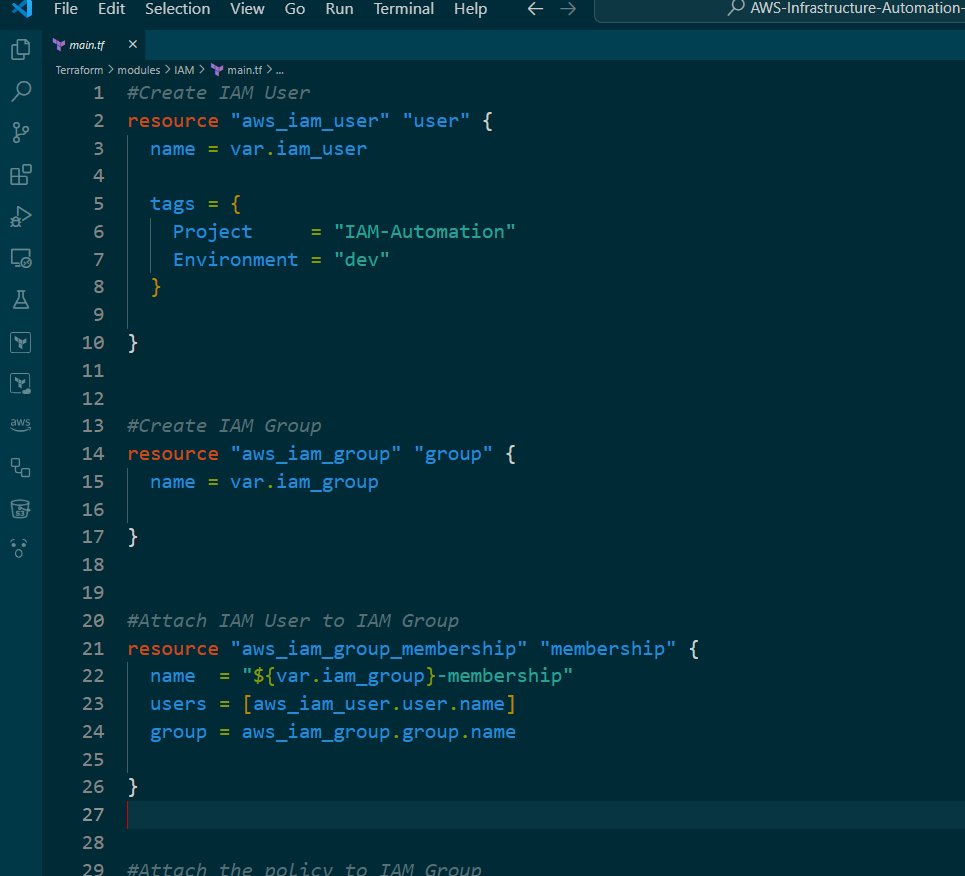 File Edit Selection View Go Run Terminal Help AWS-Infrastructure-Automation-
main.tf
Terraform > modules > IAM > main.tf > ...
1 #Create IAM User
2 resource "aws_iam_user" "user" {
3 name = var.iam_user
4
5 tags = {
6 Project = "IAM-Automation"
7 Environment = "dev"
8 }
9
10 }
11
12
13 #Create IAM Group
14 resource "aws_iam_group" "group" {
15 name = var.iam_group
16
17 }
18
19
20 #Attach IAM User to IAM Group
21 resource "aws_iam_group_membership" "membership" {
22 name = "${var.iam_group}-membership"
23 users = [aws_iam_user.user.name]
24 group = aws_iam_group.group.name
25
26 }
27
28
29 #Attach the policy to IAM Group
aws
S3